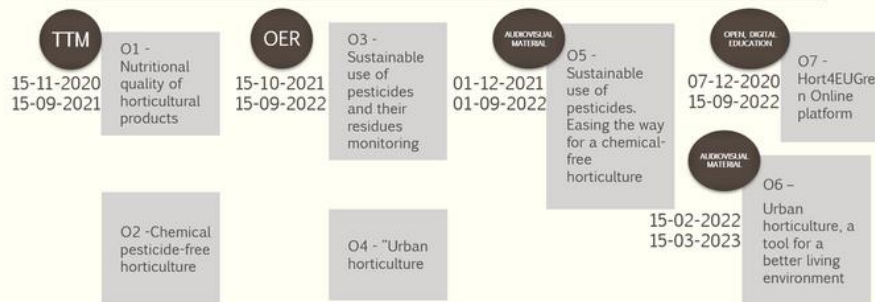 TTM
15-11-2020
15-09-2021
O1 -
Nutritional
quality of
horticultural
products
O2 -Chemical
pesticide-free
horticulture
OER
15-10-2021
15-09-2022
O3 -
Sustainable
use of
pesticides
and their
residues
monitoring
O4 - "Urban
horticulture
AUDIOVISUAL
MATERIAL
01-12-2021
01-09-2022
O5 -
Sustainable
use of
pesticides.
Easing the way
for a chemical-
free
horticulture
OPEN, DIGITAL
EDUCATION
07-12-2020
15-09-2022
O7 -
Hort4EUGre
n Online
platform
AUDIOVISUAL
MATERIAL
15-02-2022
15-03-2023
O6 –
Urban
horticulture, a
tool for a
better living
environment